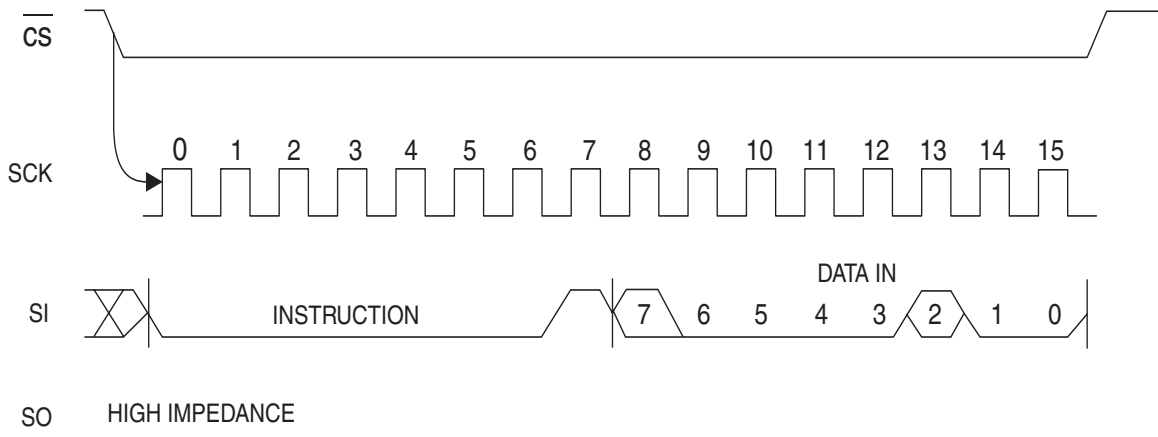 CS
SCK
0 1 2 3 4 5 6 7 8 9 10 11 12 13 14 15
DATA IN
SI
INSTRUCTION
7 6 5 4 3 2 1 0
SO
HIGH IMPEDANCE